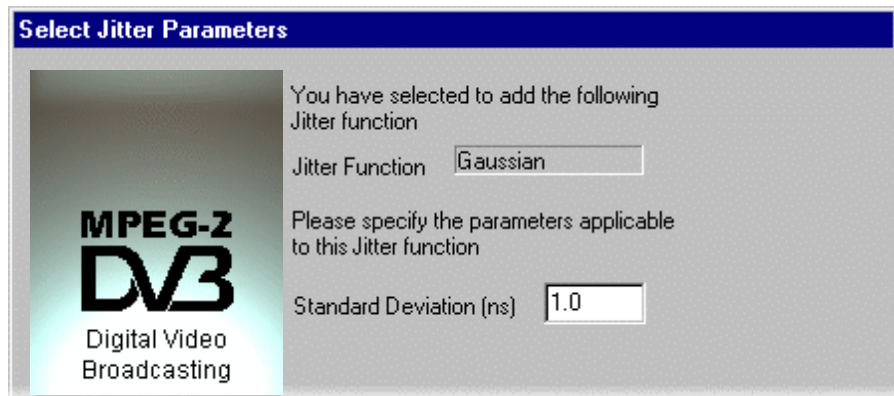 Select Jitter Parameters
You have selected to add the following
Jitter function
Jitter Function Gaussian
Please specify the parameters applicable
to this Jitter function
Standard Deviation (ns) 1.0
MPEG-2
DVB
Digital Video
Broadcasting